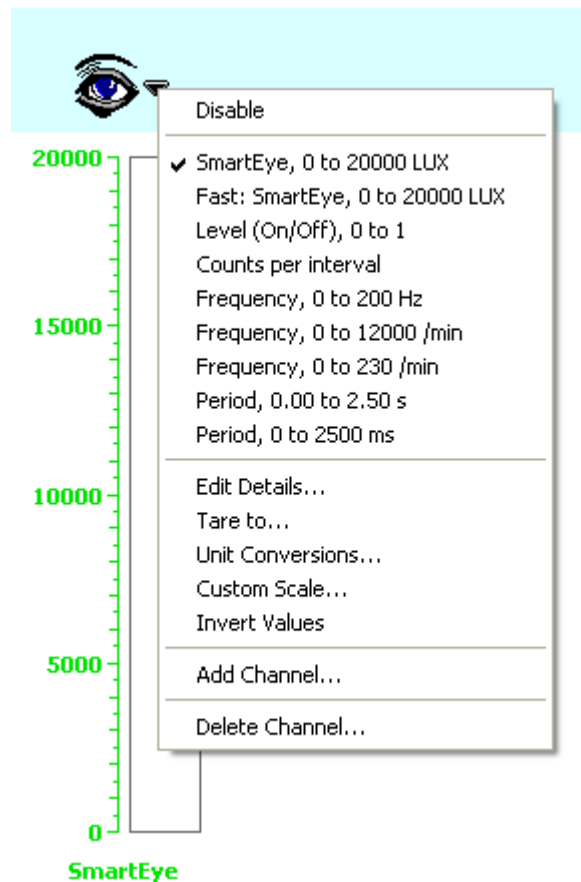 Disable
20000
SmartEye, 0 to 20000 LUX
Fast: SmartEye, 0 to 20000 LUX
Level (On/Off), 0 to 1
Counts per interval
Frequency, 0 to 200 Hz
15000
Frequency, 0 to 12000 /min
Frequency, 0 to 230 /min
Period, 0.00 to 2.50 s
Period, 0 to 2500 ms
10000
Edit Details...
Tare to...
Unit Conversions...
Custom Scale...
Invert Values
5000
Add Channel...
Delete Channel...
0
SmartEye